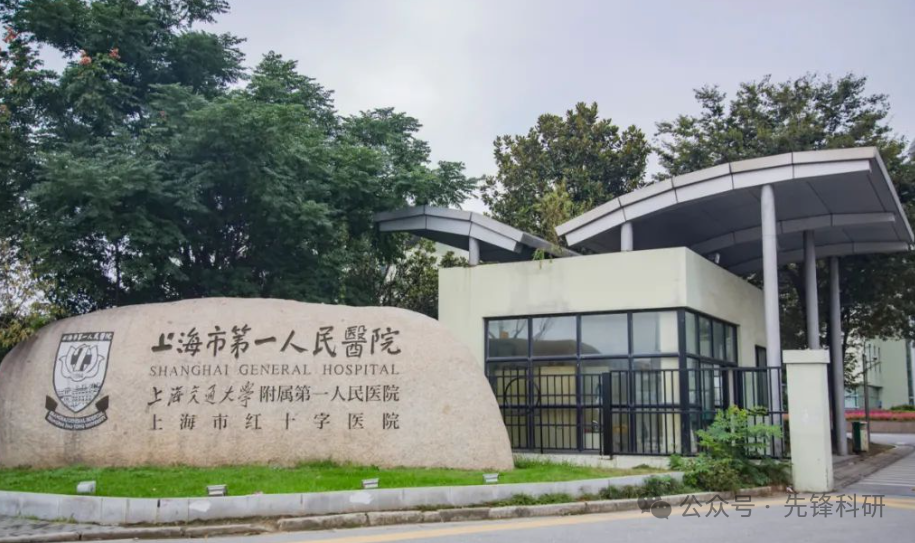 上海市第一人民醫院
SHANGHAI GENERAL HOSPITAL
上海交通大学附属第一人民医院
上海市红十字医院
公众号 · 先锋科研